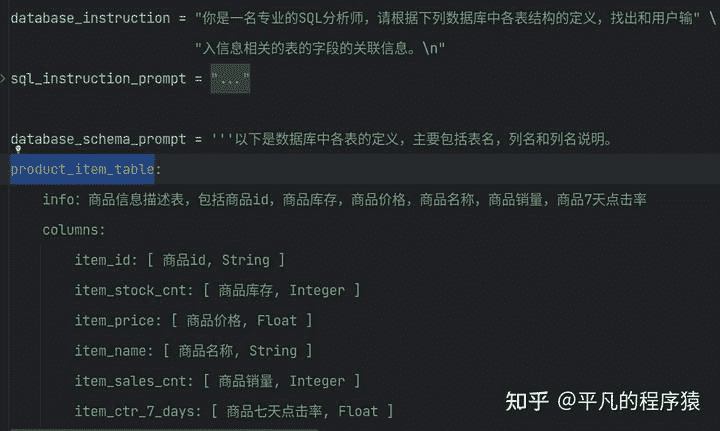 database_instruction = "你是一名专业的SQL分析师，请根据下列数据库中各表结构的定义，找出和用户输" \
"入信息相关的表的字段的关联信息。\n"
sql_instruction_prompt = "..."
database_schema_prompt = '''以下是数据库中各表的定义，主要包括表名，列名和列名说明。
product_item_table:
info: 商品信息描述表，包括商品id，商品库存，商品价格，商品名称，商品销量，商品7天点击率
columns:
item_id: [ 商品id, String ]
item_stock_cnt: [ 商品库存, Integer ]
item_price: [ 商品价格, Float ]
item_name: [ 商品名称, String ]
item_sales_cnt: [ 商品销量, Integer ]
item_ctr_7_days: [ 商品七天点击率, Float ]
知乎 @平凡的程序猿